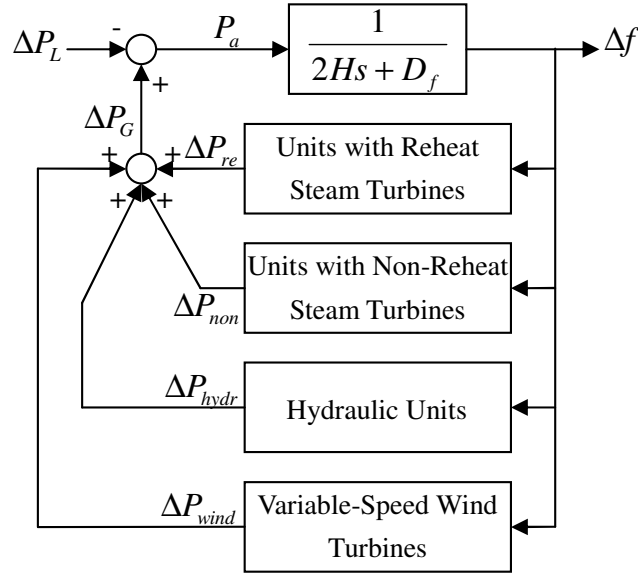 ΔP_L
-
P_a
1
2Hs + D_f
Δf
+
ΔP_G
+
+
ΔP_re
Units with Reheat
Steam Turbines
+
+
Units with Non-Reheat
Steam Turbines
ΔP_non
ΔP_hydr
Hydraulic Units
ΔP_wind
Variable-Speed Wind
Turbines